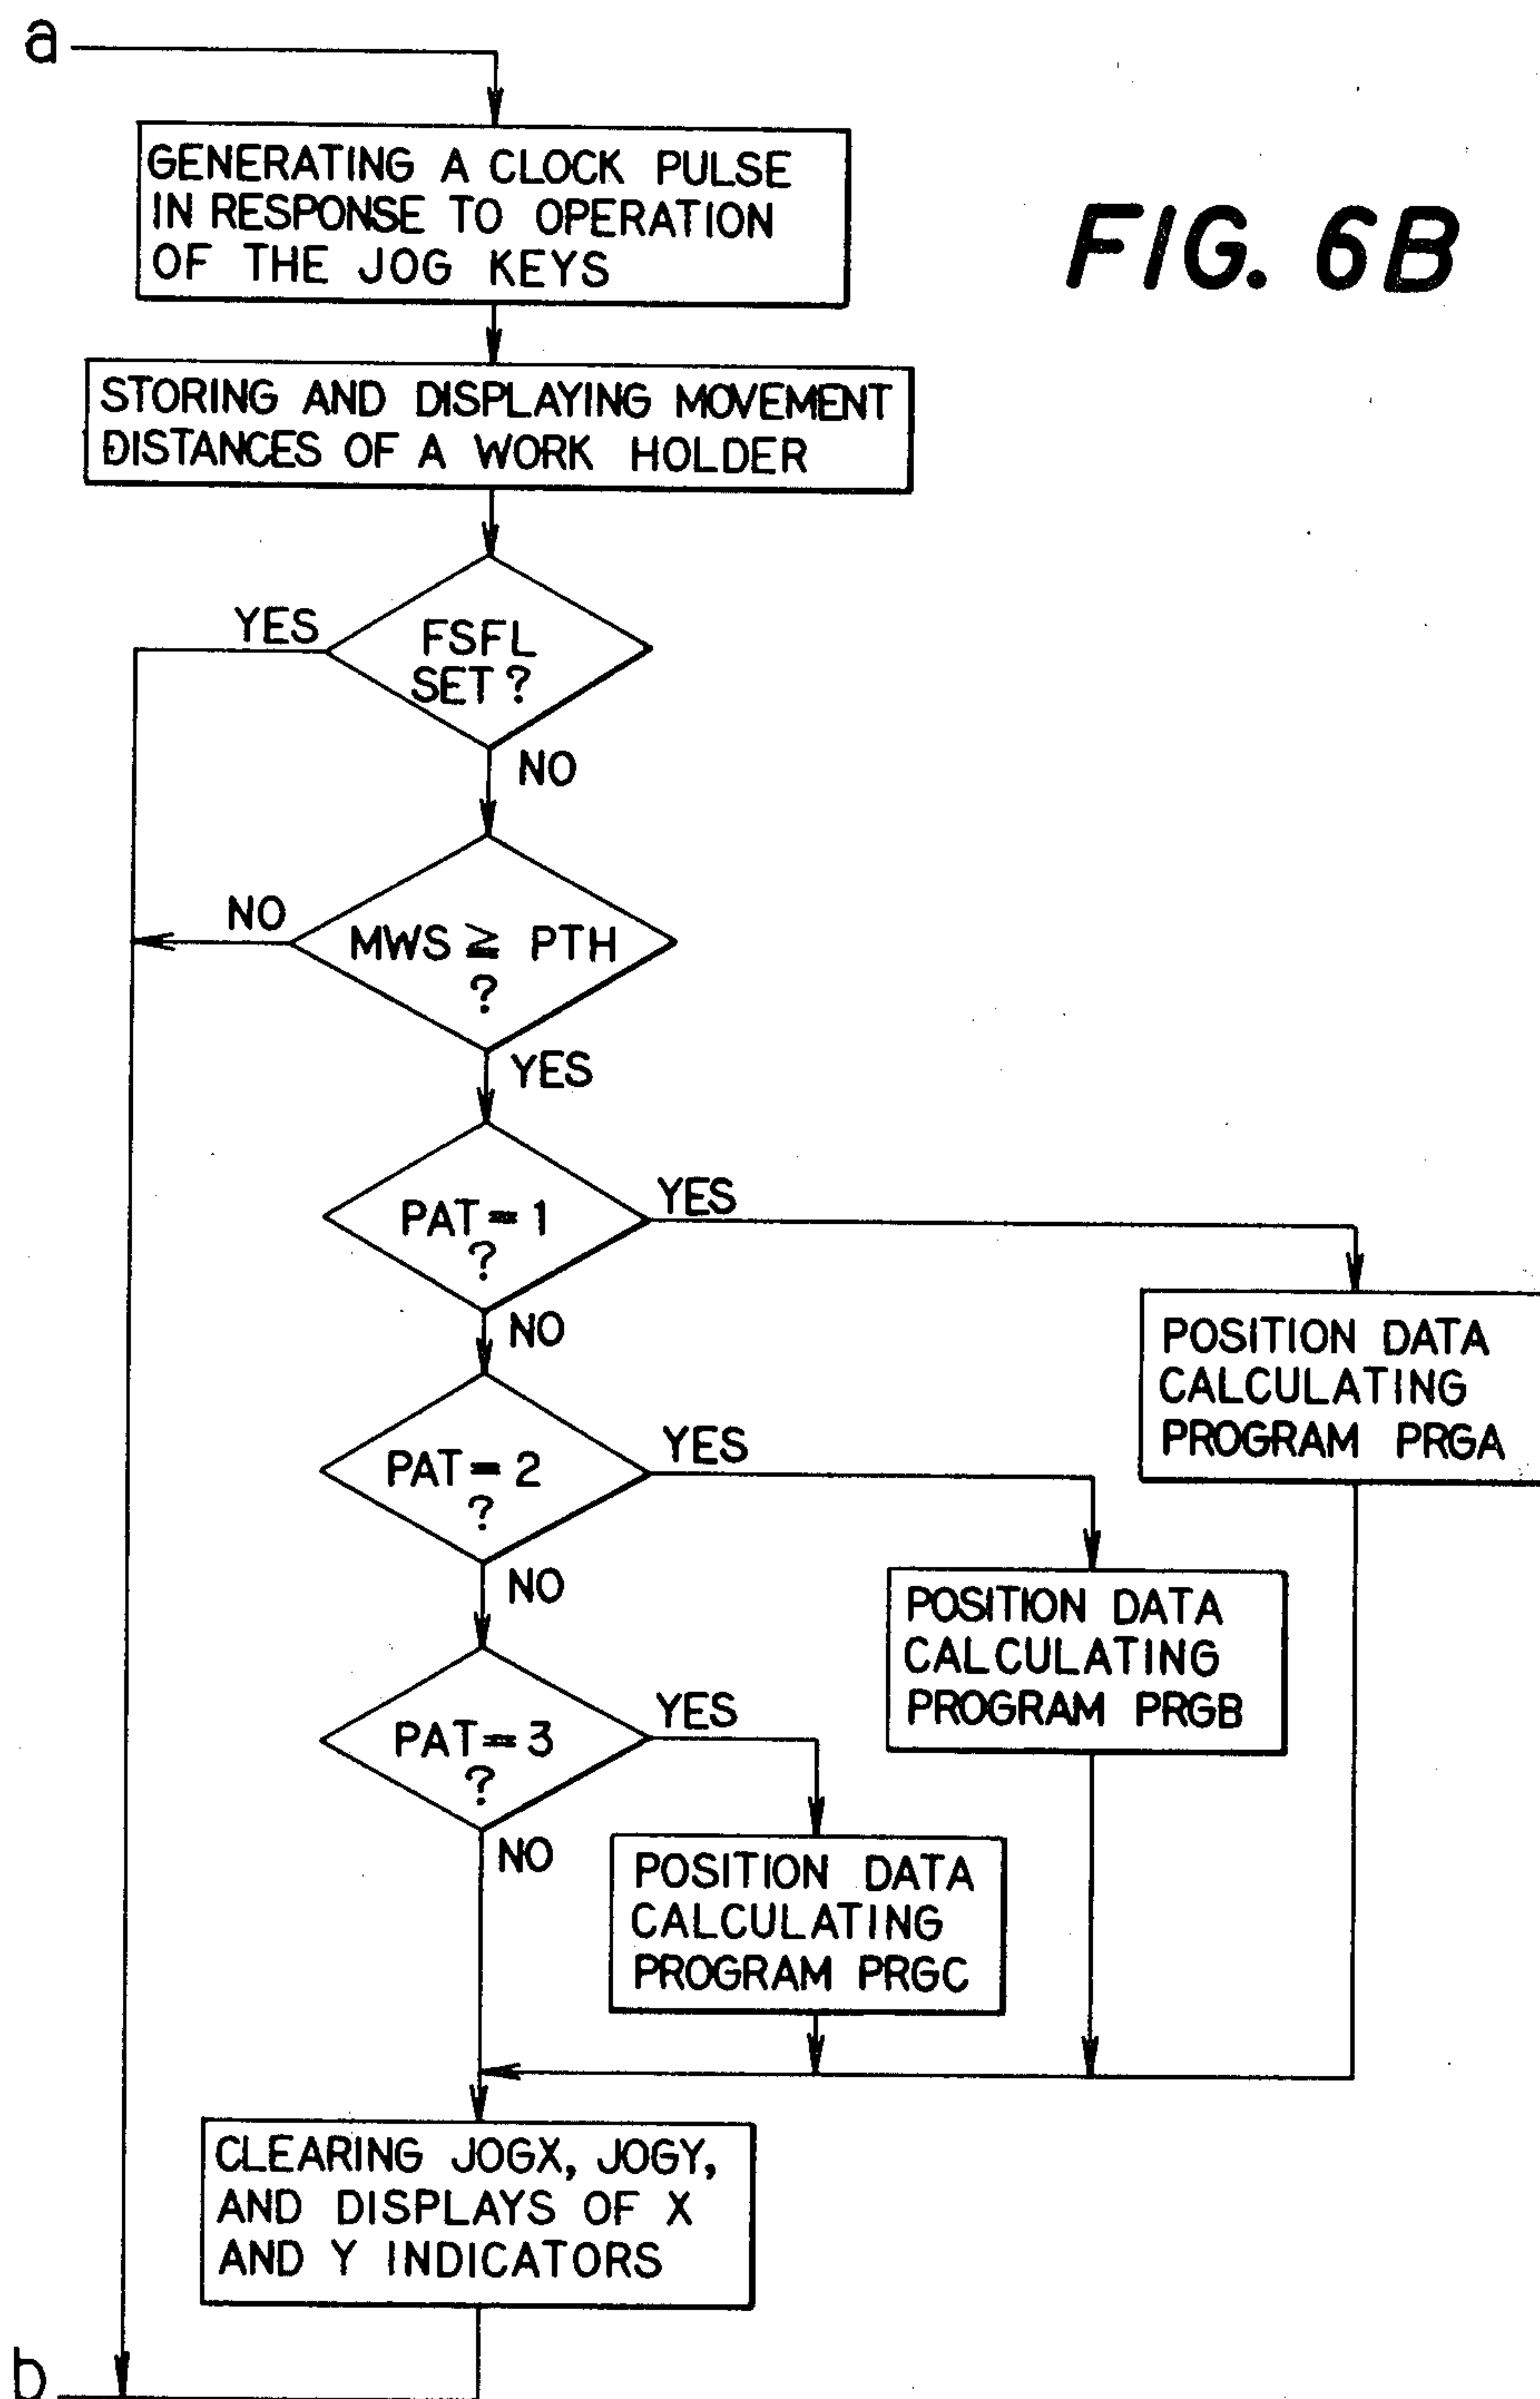 a
GENERATING A CLOCK PULSE
IN RESPONSE TO OPERATION
OF THE JOG KEYS
FIG. 6B
STORING AND DISPLAYING MOVEMENT
DISTANCES OF A WORK HOLDER
YES
FSFL
SET?
NO
NO
MWS ≧ PTH
?
YES
PAT=1
?
YES
NO
POSITION DATA
CALCULATING
PROGRAM PRGA
PAT=2
?
YES
NO
POSITION DATA
CALCULATING
PROGRAM PRGB
PAT=3
?
YES
NO
POSITION DATA
CALCULATING
PROGRAM PRGC
CLEARING JOGX, JOGY,
AND DISPLAYS OF X
AND Y INDICATORS
b